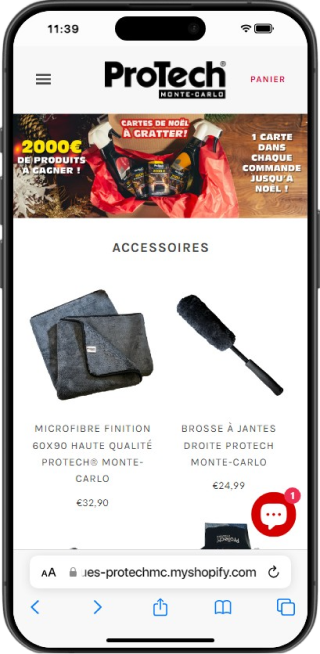 11:39
ProTech®
MONTE-CARLO
PANIER
CARTES DE NOËL
À GRATTER!
2000€
DE PRODUITS
À GAGNER !
1 CARTE
DANS
CHAQUE
COMMANDE
JUSQU'À
NOËL !
ACCESSOIRES
MICROFIBRE FINITION
60X90 HAUTE QUALITÉ
PROTECH® MONTE-
CARLO
€32,90
BROSSE À JANTES
DROITE PROTECH
MONTE-CARLO
€24,99
1
AA
ues-protechmc.myshopify.com